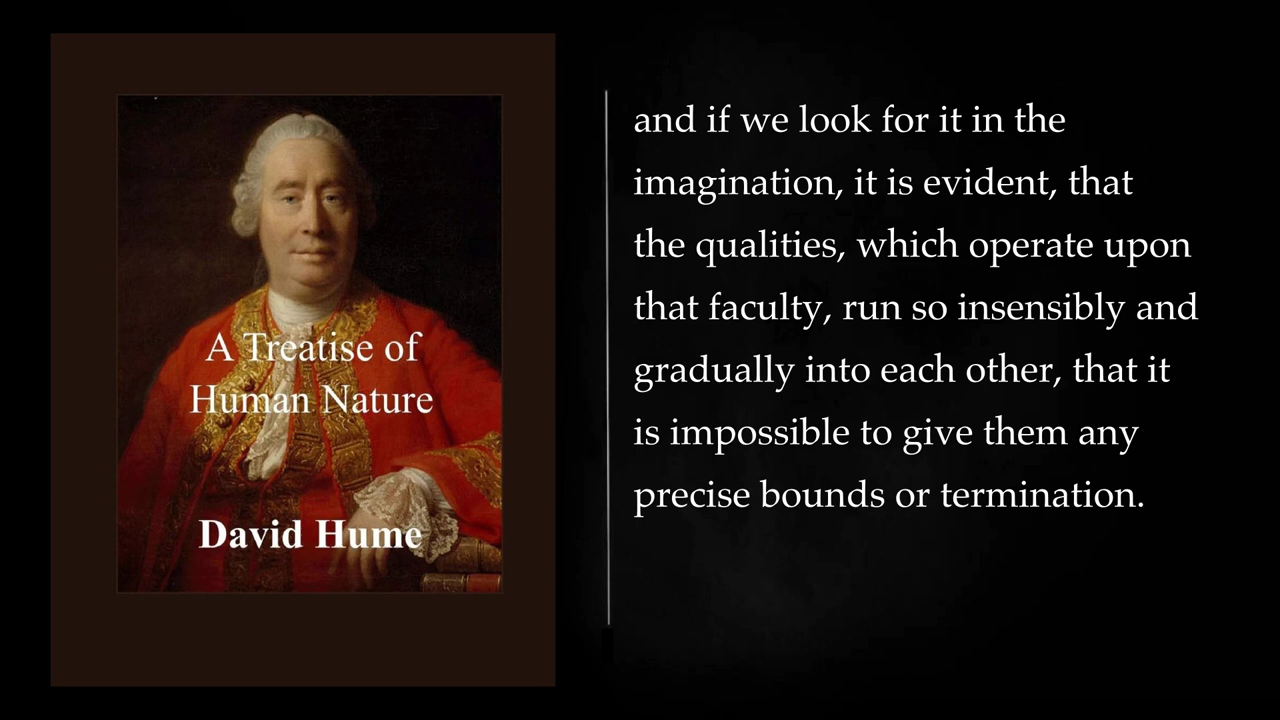 A Treatise of
Human Nature
David Hume
and if we look for it in the
imagination, it is evident, that
the qualities, which operate upon
that faculty, run so insensibly and
gradually into each other, that it
is impossible to give them any
precise bounds or termination.